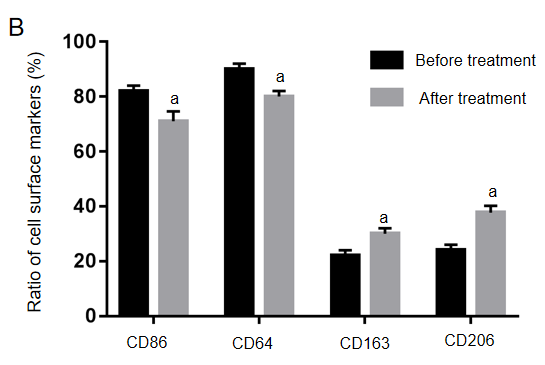 B
Ratio of cell surface markers (%)
100
80
60
40
20
0
Before treatment
After treatment
a
a
a
a
CD86
CD64
CD163
CD206